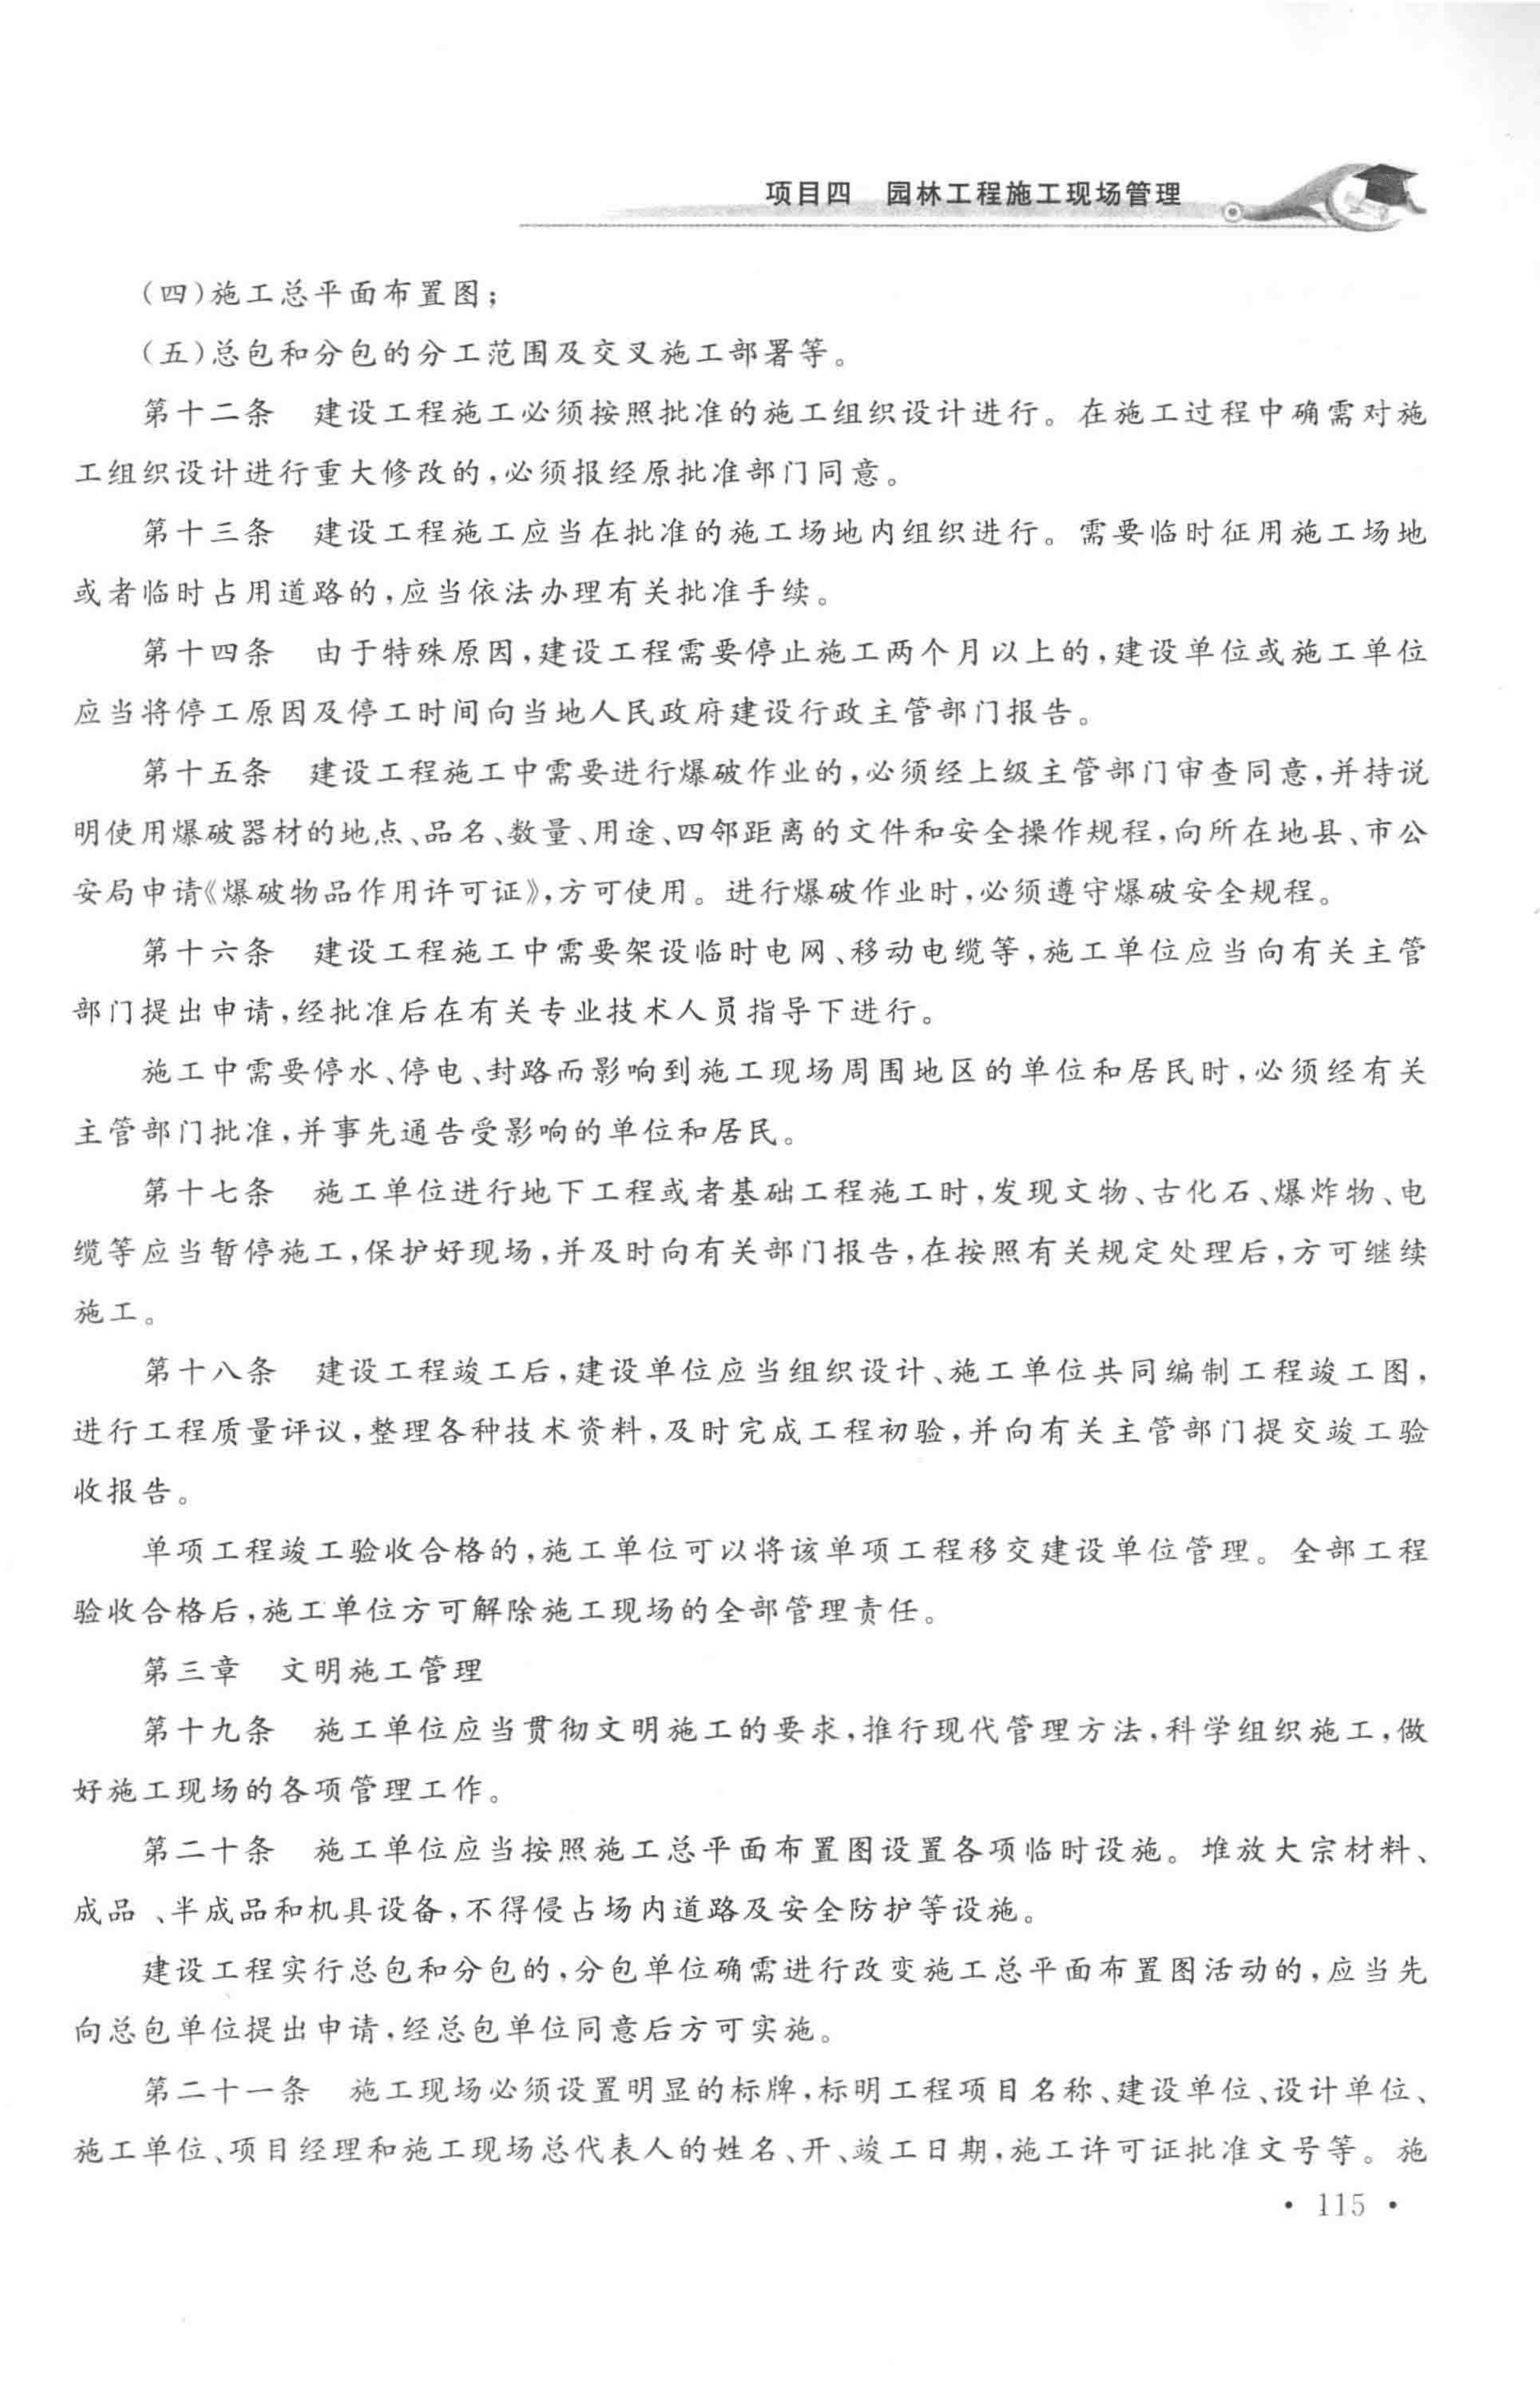 项目四 园林工程施工现场管理
(四)施工总平面布置图;
(五)总包和分包的分工范围及交叉施工部署等。
第十二条 建设工程施工必须按照批准的施工组织设计进行。在施工过程中确需对施
工组织设计进行重大修改的,必须报经原批准部门同意。
第十三条 建设工程施工应当在批准的施工场地内组织进行。需要临时征用施工场地
或者临时占用道路的,应当依法办理有关批准手续。
第十四条 由于特殊原因,建设工程需要停止施工两个月以上的,建设单位或施工单位
应当将停工原因及停工时间向当地人民政府建设行政主管部门报告。
第十五条 建设工程施工中需要进行爆破作业的,必须经上级主管部门审查同意,并持说
明使用爆破器材的地点、品名、数量、用途、四邻距离的文件和安全操作规程,向所在地县、市公
安局申请《爆破物品作用许可证》,方可使用。进行爆破作业时,必须遵守爆破安全规程。
第十六条 建设工程施工中需要架设临时电网、移动电缆等,施工单位应当向有关主管
部门提出申请,经批准后在有关专业技术人员指导下进行。
施工中需要停水、停电、封路而影响到施工现场周围地区的单位和居民时,必须经有关
主管部门批准,并事先通告受影响的单位和居民。
第十七条 施工单位进行地下工程或者基础工程施工时,发现文物、古化石、爆炸物、电
缆等应当暂停施工,保护好现场,并及时向有关部门报告,在按照有关规定处理后,方可继续
施工。
第十八条 建设工程竣工后,建设单位应当组织设计、施工单位共同编制工程竣工图,
进行工程质量评议,整理各种技术资料,及时完成工程初验,并向有关主管部门提交竣工验
收报告。
单项工程竣工验收合格的,施工单位可以将该单项工程移交建设单位管理。全部工程
验收合格后,施工单位方可解除施工现场的全部管理责任。
第三章 文明施工管理
第十九条 施工单位应当贯彻文明施工的要求,推行现代管理方法,科学组织施工,做
好施工现场的各项管理工作。
第二十条 施工单位应当按照施工总平面布置图设置各项临时设施。堆放大宗材料、
成品、半成品和机具设备,不得侵占场内道路及安全防护等设施。
建设工程实行总包和分包的,分包单位确需进行改变施工总平面布置图活动的,应当先
向总包单位提出申请,经总包单位同意后方可实施。
第二十一条 施工现场必须设置明显的标牌,标明工程项目名称、建设单位、设计单位、
施工单位、项目经理和施工现场总代表人的姓名、开、竣工日期,施工许可证批准文号等。施
• 115 •